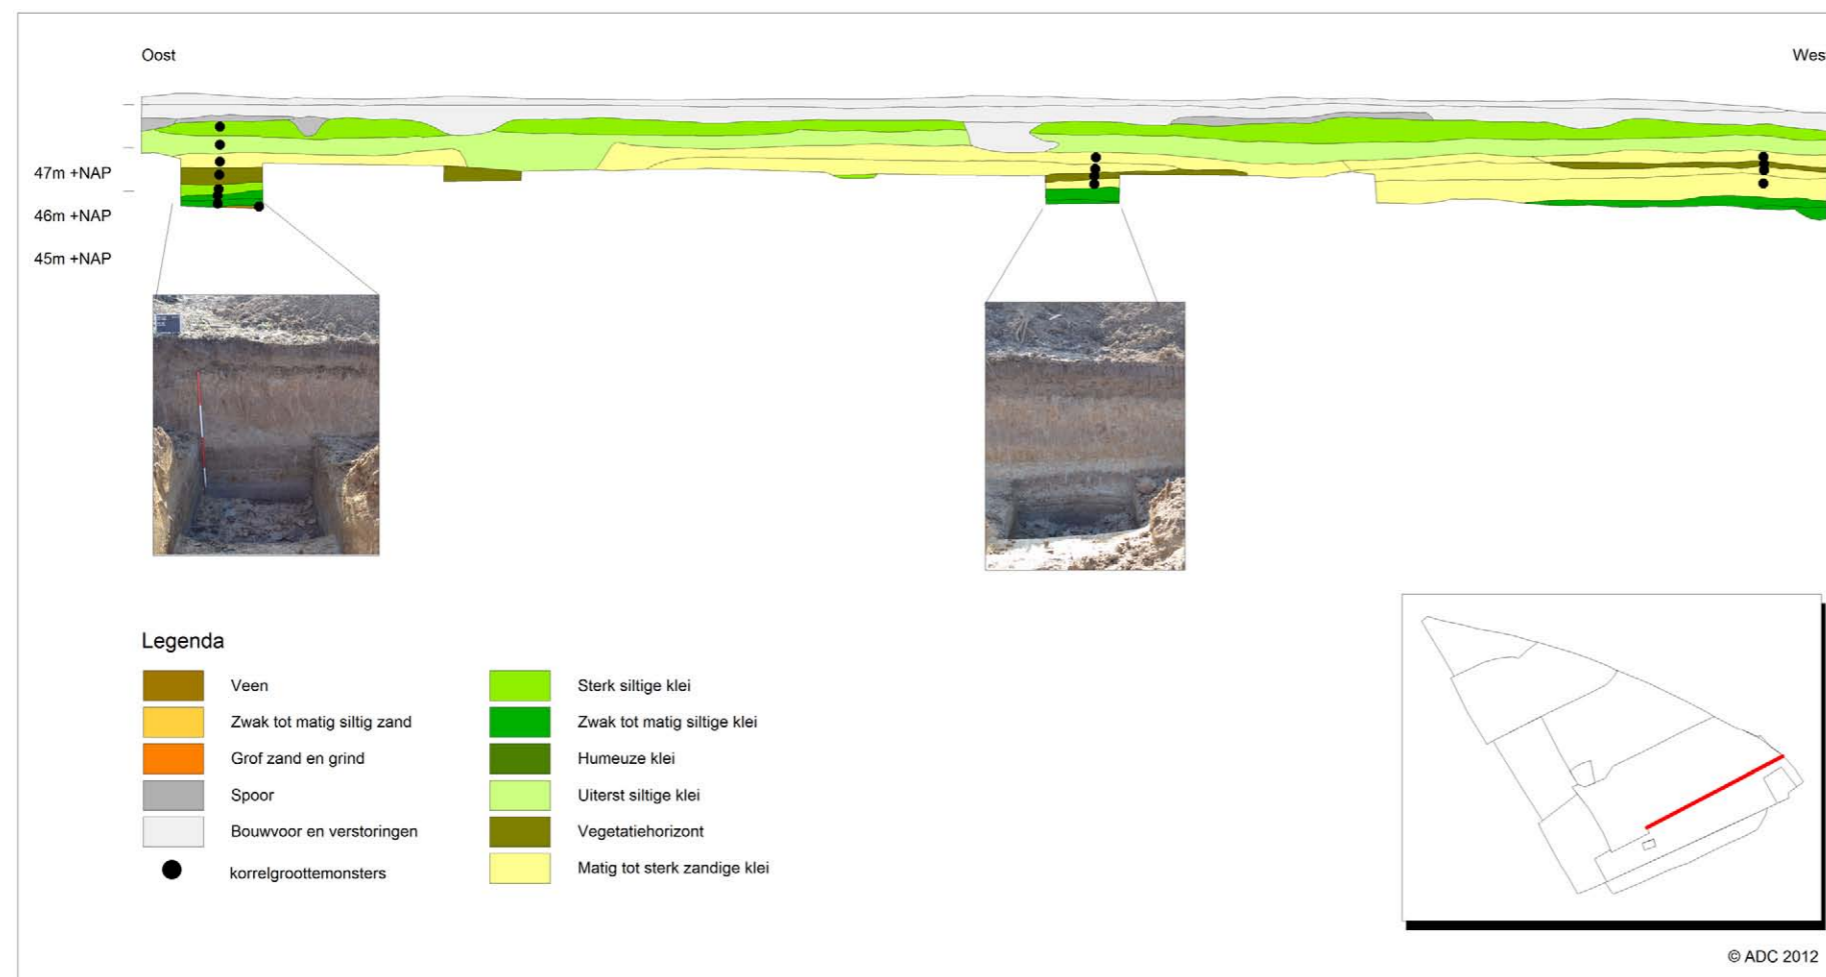 Oost
Wes
47m +NAP
46m +NAP
45m +NAP
Legenda
Veen
Zwak tot matig siltig zand
Grof zand en grind
Spoor
Bouwvoor en verstoringen
korrelgroottemonsters
Sterk siltige klei
Zwak tot matig siltige klei
Humeuze klei
Uiterst siltige klei
Vegetatiehorizont
Matig tot sterk zandige klei
© ADC 2012